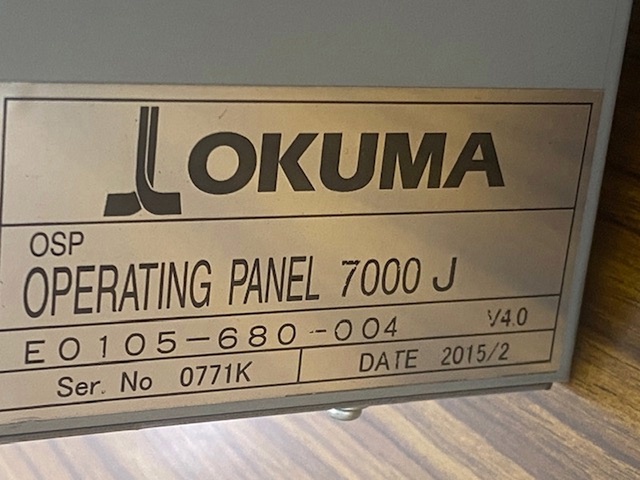 OKUMA
OSP
OPERATING PANEL 7000 J
E0105-680-004 V4.0
Ser. No 0771K DATE 2015/2